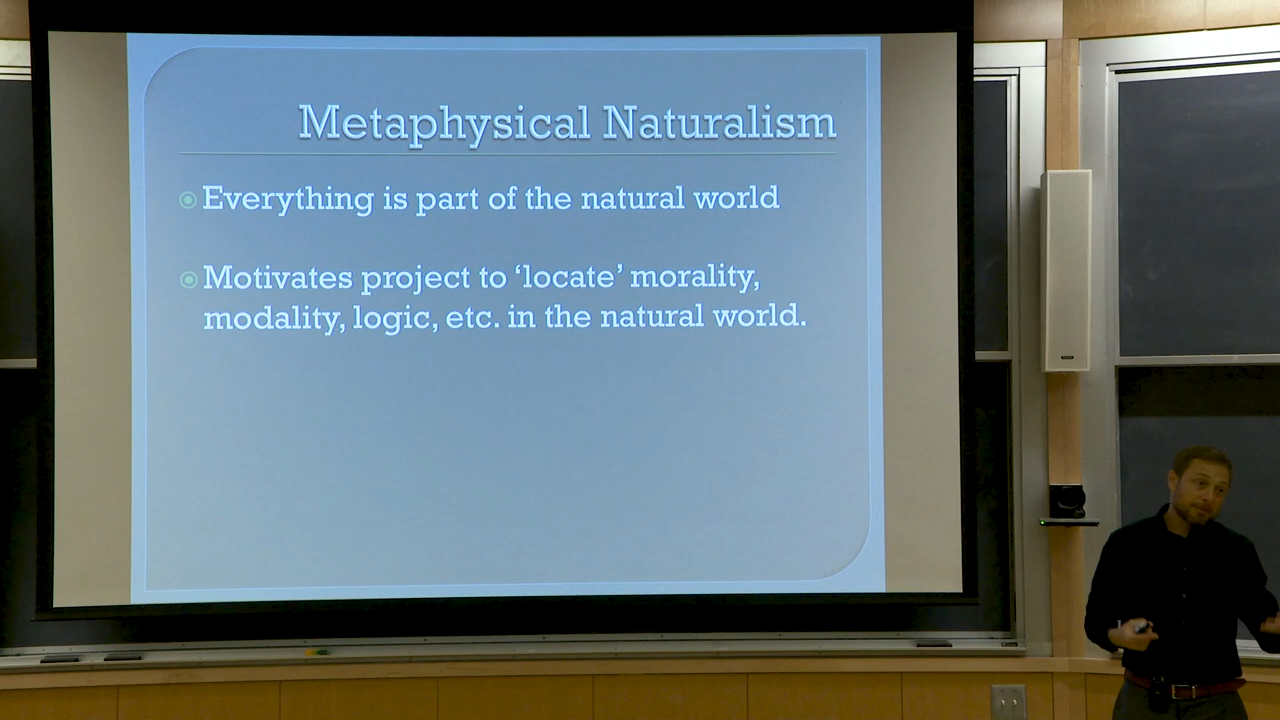 Metaphysical Naturalism
Everything is part of the natural world
Motivates project to ‘locate’ morality,
modality, logic, etc. in the natural world.